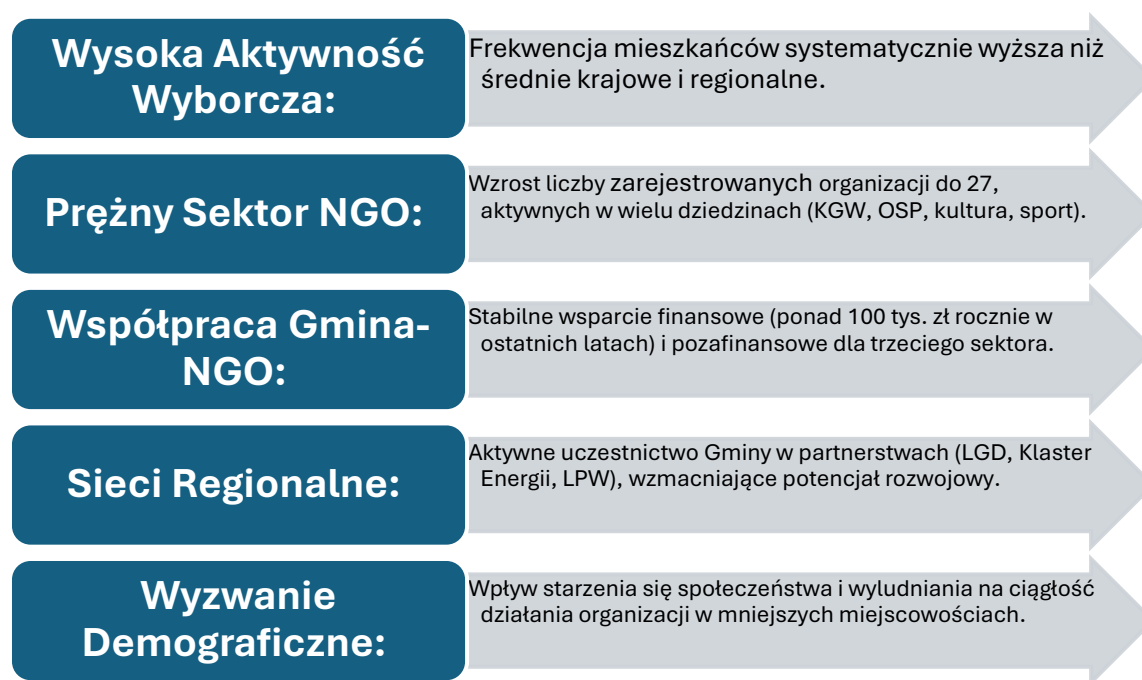 Wysoka Aktywność
Wyborcza:
Frekwencja mieszkańców systematycznie wyższa niż
średnie krajowe i regionalne.
Prężny Sektor NGO:
Wzrost liczby zarejestrowanych organizacji do 27,
aktywnych w wielu dziedzinach (KGW, OSP, kultura, sport).
Współpraca Gmina-
NGO:
Stabilne wsparcie finansowe (ponad 100 tys. zł rocznie w
ostatnich latach) i pozafinansowe dla trzeciego sektora.
Sieci Regionalne:
Aktywne uczestnictwo Gminy w partnerstwach (LGD, Klaster
Energii, LPW), wzmacniające potencjał rozwojowy.
Wyzwanie
Demograficzne:
Wpływ starzenia się społeczeństwa i wyludniania na ciągłość
działania organizacji w mniejszych miejscowościach.